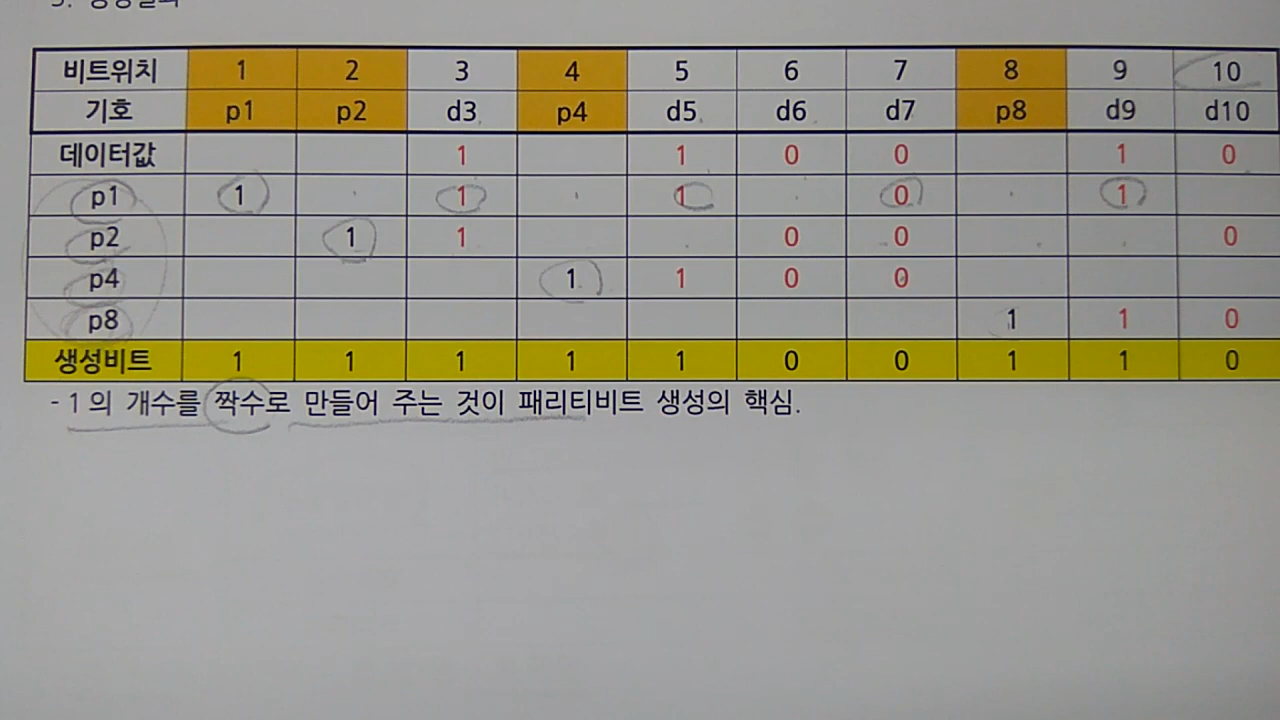 비트위치 1 2 3 4 5 6 7 8 9 10
기호 p1 p2 d3 p4 d5 d6 d7 p8 d9 d10
데이터값 1 1 0 0 1 0
p1 1 1 1 0 1
p2 1 1 0 0 0
p4 1 1 0 0
p8 1 1 0
생성비트 1 1 1 1 1 0 0 1 1 0
- 1의 개수를 짝수로 만들어 주는 것이 패리티비트 생성의 핵심.